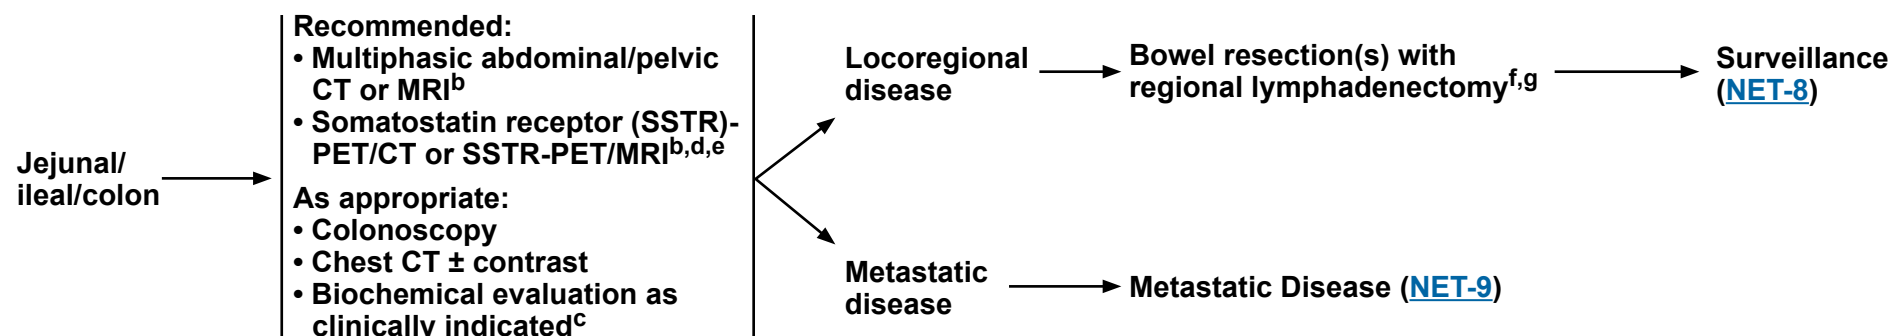 Jejunal/
ileal/colon
Recommended:
• Multiphasic abdominal/pelvic
CT or MRIb
• Somatostatin receptor (SSTR)-
PET/CT or SSTR-PET/MRIb,d,e
As appropriate:
• Colonoscopy
• Chest CT ± contrast
• Biochemical evaluation as
clinically indicatedc
Locoregional
disease
Bowel resection(s) with
regional lymphadenectomyf,g
Surveillance
(NET-8)
Metastatic
disease
Metastatic Disease (NET-9)